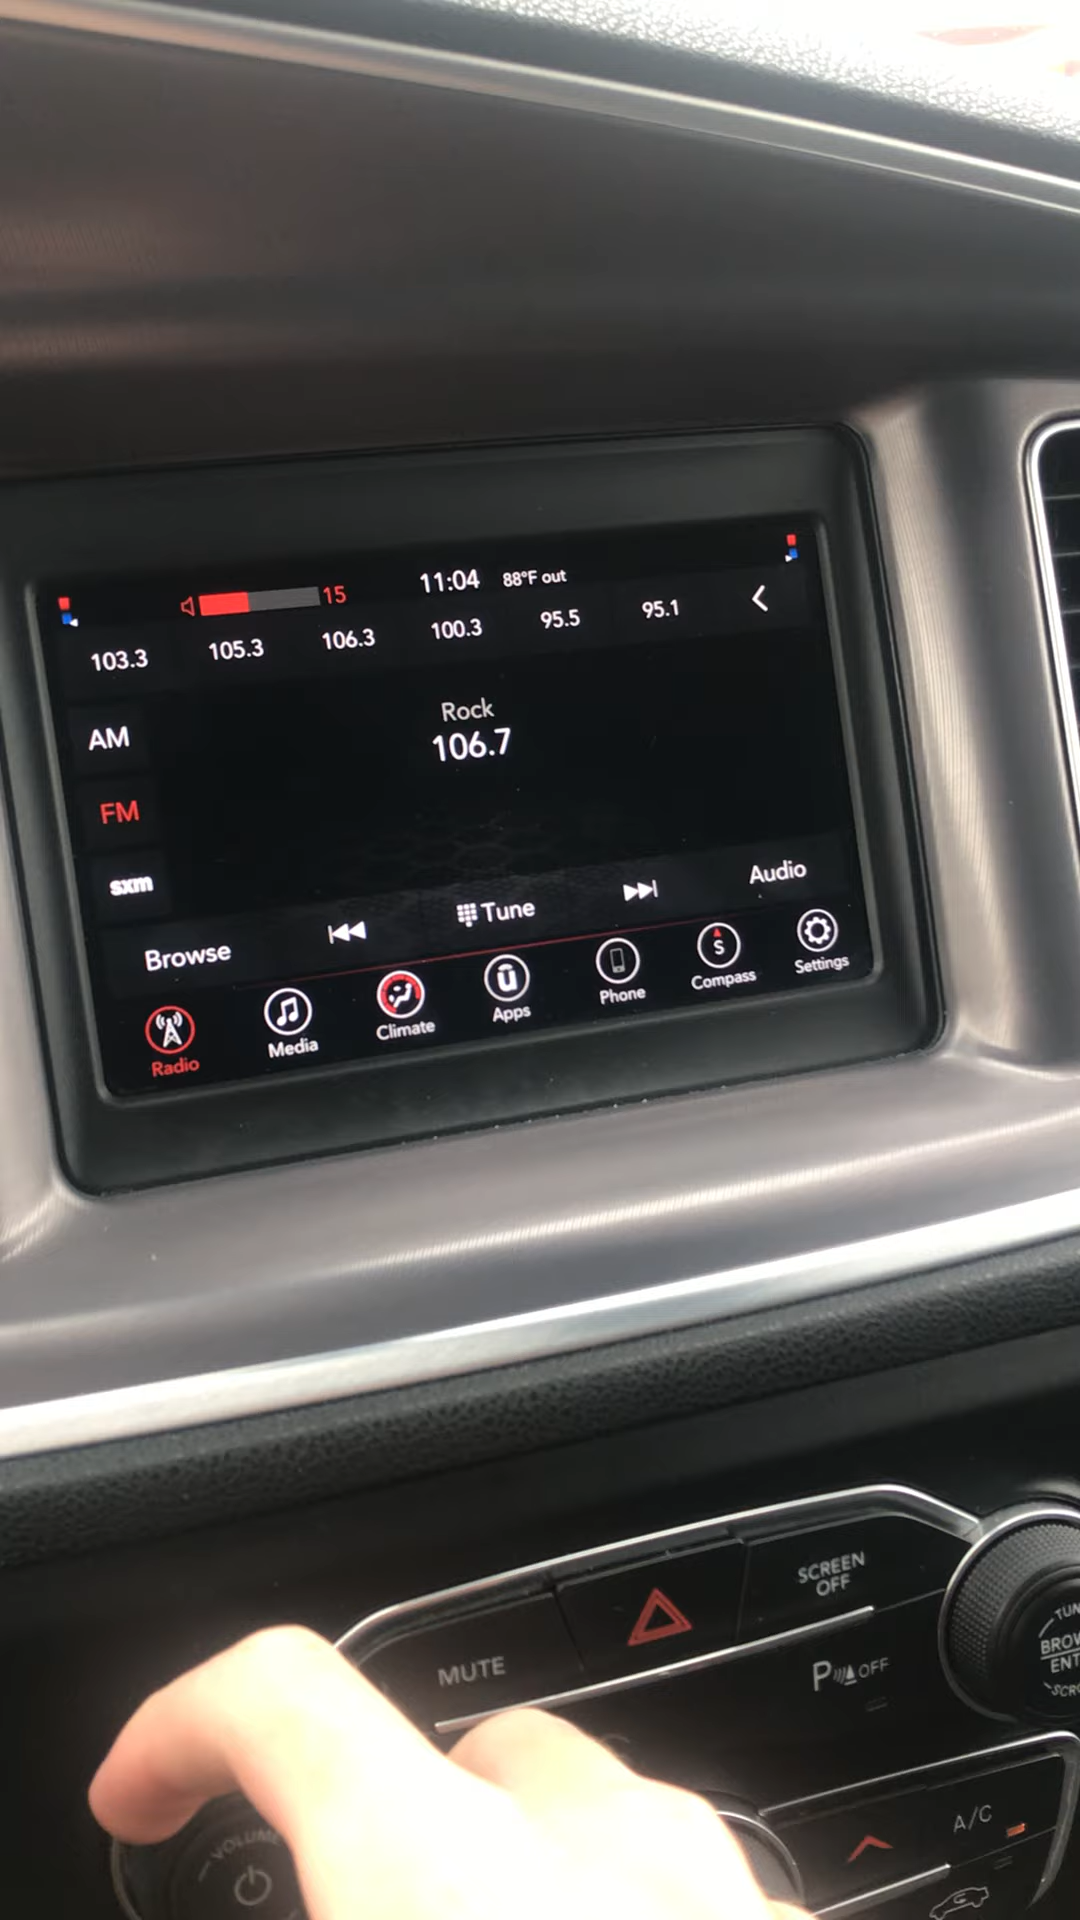 15 11:04 88°F out
103.3 105.3 106.3 100.3 95.5 95.1
AM
Rock
106.7
FM
sxm
Browse Tune Audio
Radio Media Climate Apps Phone S Compass Settings
MUTE
SCREEN
OFF
P OFF
BROW
ENT
VOLUME
A/C